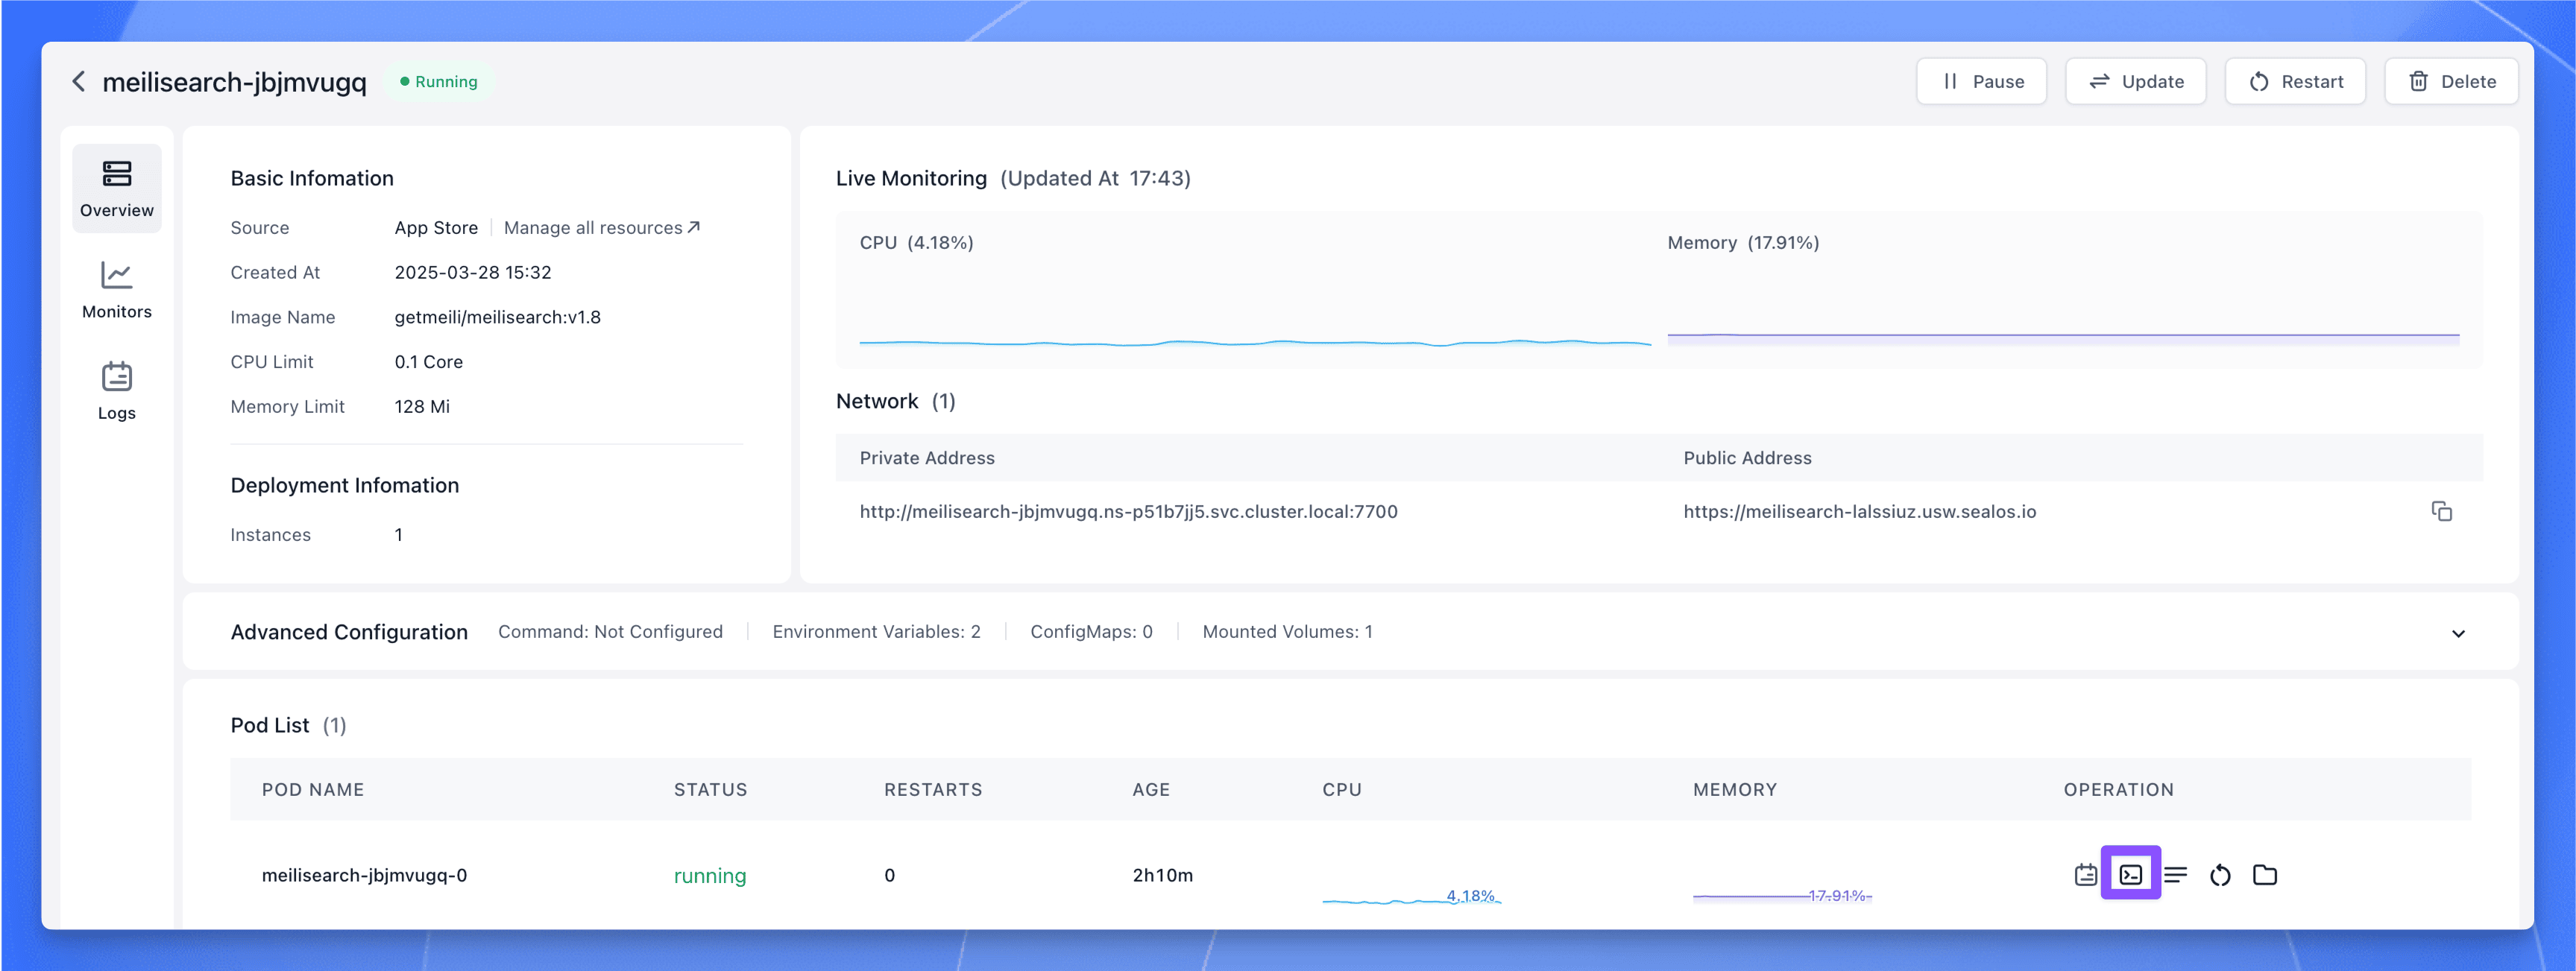 meilisearch-jbjmvugq
Running
Pause
Update
Restart
Delete
Overview
Monitors
Logs
Basic Infomation
Source App Store Manage all resources
Created At 2025-03-28 15:32
Image Name getmeili/meilisearch:v1.8
CPU Limit 0.1 Core
Memory Limit 128 Mi
Deployment Infomation
Instances 1
Live Monitoring (Updated At 17:43)
CPU (4.18%)
Memory (17.91%)
Network (1)
Private Address Public Address
http://meilisearch-jbjmvugq.ns-p51b7jj5.svc.cluster.local:7700 https://meilisearch-lalssiuz.usw.sealos.io
Advanced Configuration Command: Not Configured Environment Variables: 2 ConfigMaps: 0 Mounted Volumes: 1
Pod List (1)
POD NAME STATUS RESTARTS AGE CPU MEMORY OPERATION
meilisearch-jbjmvugq-0 running 0 2h10m 4.18% 17.91%